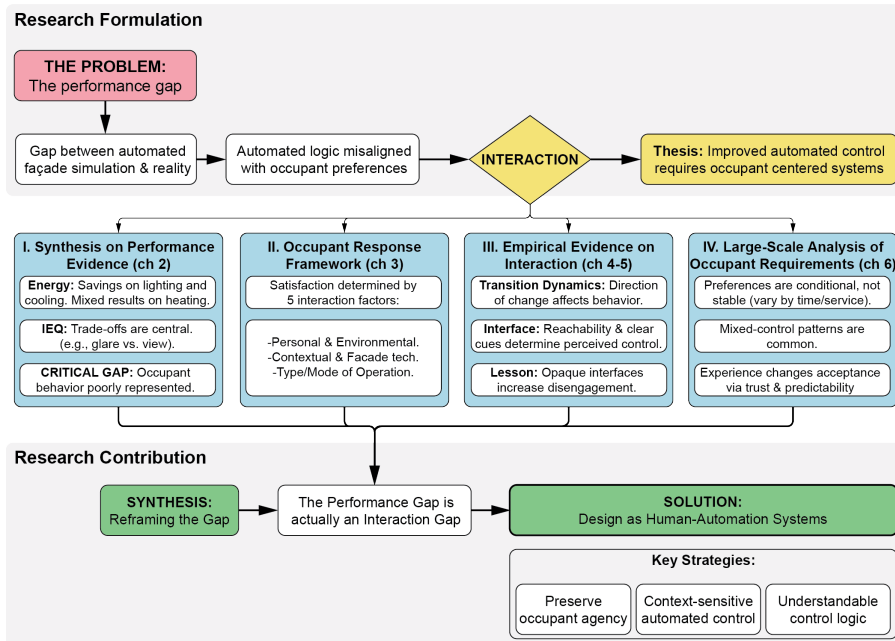 Research Formulation
THE PROBLEM:
The performance gap
Gap between automated
façade simulation & reality
Automated logic misaligned
with occupant preferences
INTERACTION
Thesis: Improved automated control
requires occupant centered systems
I. Synthesis on Performance
Evidence (ch 2)
Energy: Savings on lighting and
cooling. Mixed results on heating.
IEQ: Trade-offs are central.
(e.g., glare vs. view).
CRITICAL GAP: Occupant
behavior poorly represented.
II. Occupant Response
Framework (ch 3)
Satisfaction determined by
5 interaction factors:
-Personal & Environmental.
-Contextual & Facade tech.
-Type/Mode of Operation.
III. Empirical Evidence on
Interaction (ch 4-5)
Transition Dynamics: Direction
of change affects behavior.
Interface: Reachability & clear
cues determine perceived control.
Lesson: Opaque interfaces
increase disengagement.
IV. Large-Scale Analysis of
Occupant Requirements (ch 6)
Preferences are conditional, not
stable (vary by time/service).
Mixed-control patterns are
common.
Experience changes acceptance
via trust & predictability
Research Contribution
SYNTHESIS:
Reframing the Gap
The Performance Gap is
actually an Interaction Gap
SOLUTION:
Design as Human-Automation Systems
Key Strategies:
Preserve
occupant agency
Context-sensitive
automated control
Understandable
control logic